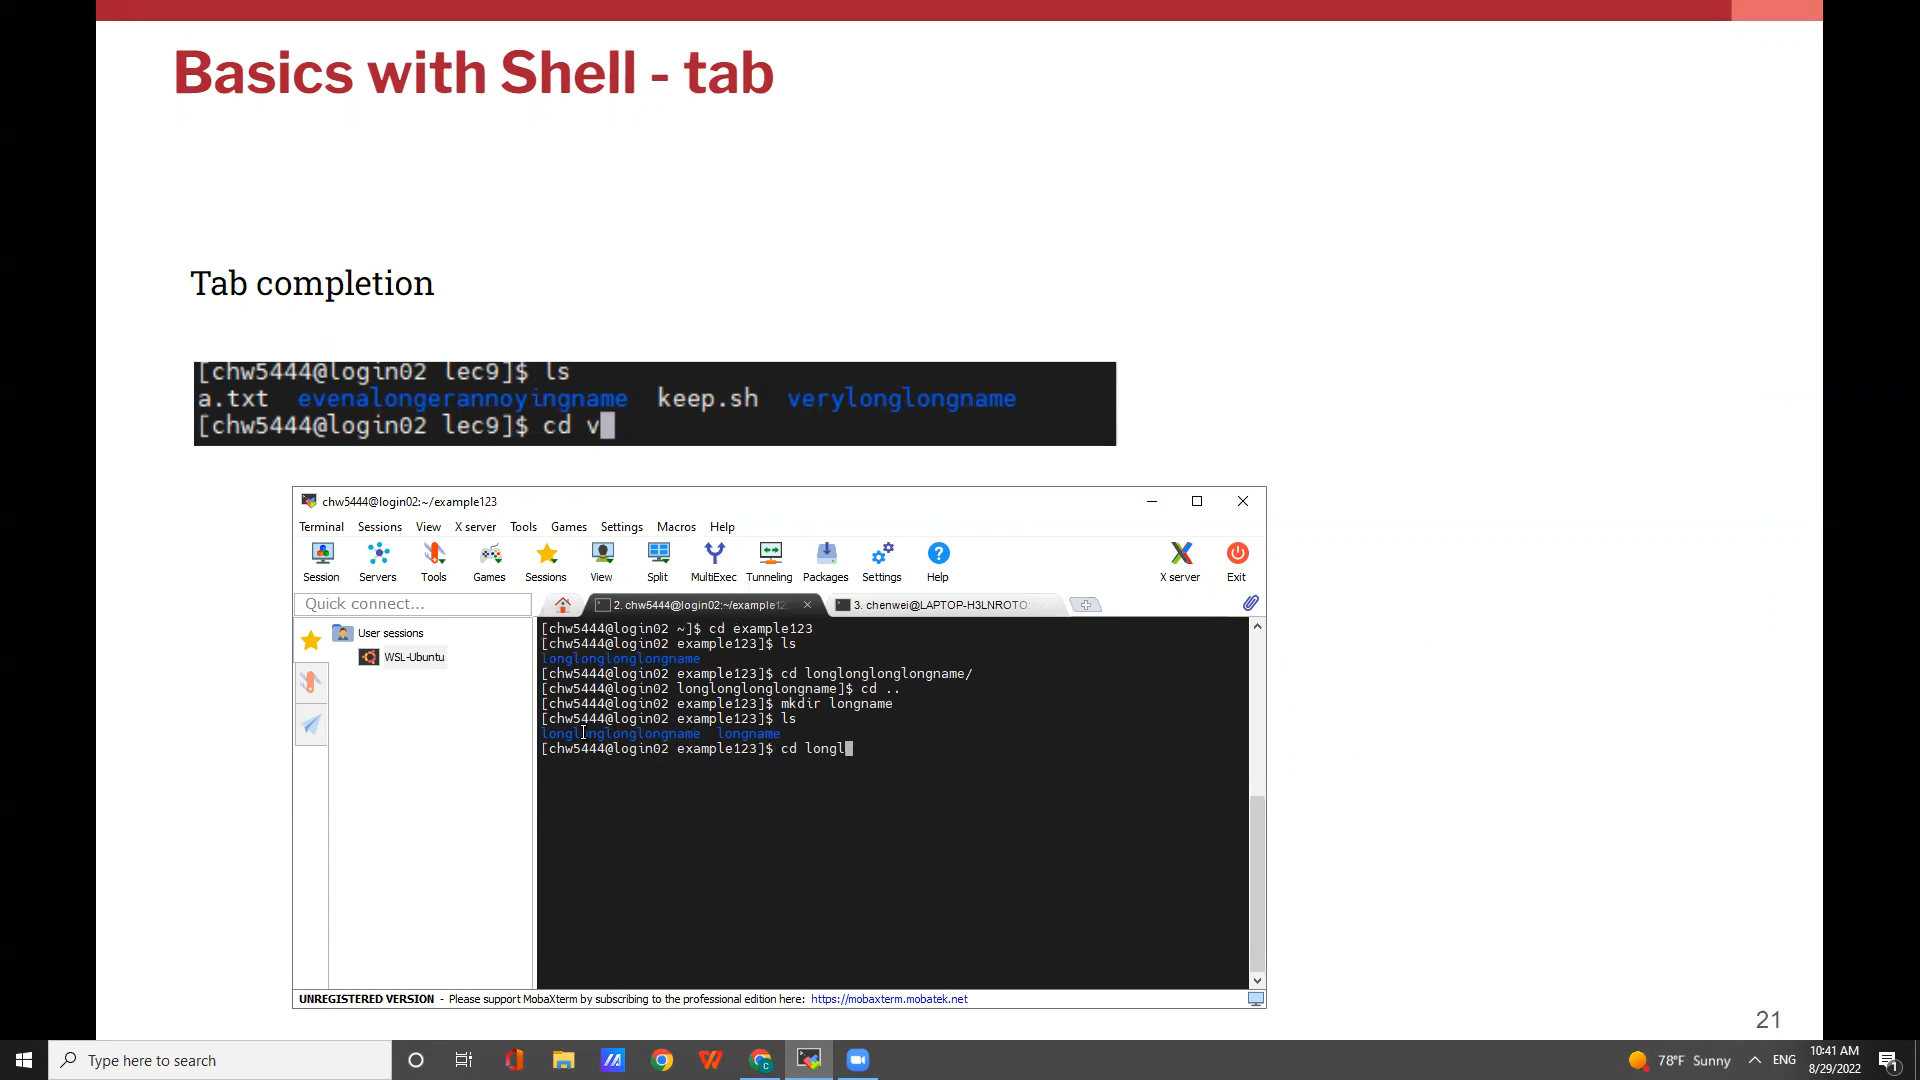 Basics with Shell - tab
Tab completion
[chw5444@login02 lec9]$ ls
a.txt evenalongerannoyingname keep.sh verylonglongname
[chw5444@login02 lec9]$ cd v
chw5444@login02:~/example123
Terminal Sessions View X server Tools Games Settings Macros Help
Session Servers Tools Games Sessions View Split MultiExec Tunneling Packages Settings Help X server Exit
Quick connect...
2. chw5444@login02:~/example12
3. chenwei@LAPTOP-H3LNROTO:
User sessions
WSL-Ubuntu
[chw5444@login02 ~]$ cd example123
[chw5444@login02 example123]$ ls
longlonglonglongname
[chw5444@login02 example123]$ cd longlonglonglongname/
[chw5444@login02 longlonglonglongname]$ cd ..
[chw5444@login02 example123]$ mkdir longname
[chw5444@login02 example123]$ ls
longlonglonglongname longname
[chw5444@login02 example123]$ cd longl
UNREGISTERED VERSION - Please support MobaXterm by subscribing to the professional edition here: https://mobaxterm.mobatek.net
21
Type here to search
78°F Sunny
ENG
10:41 AM
8/29/2022
1